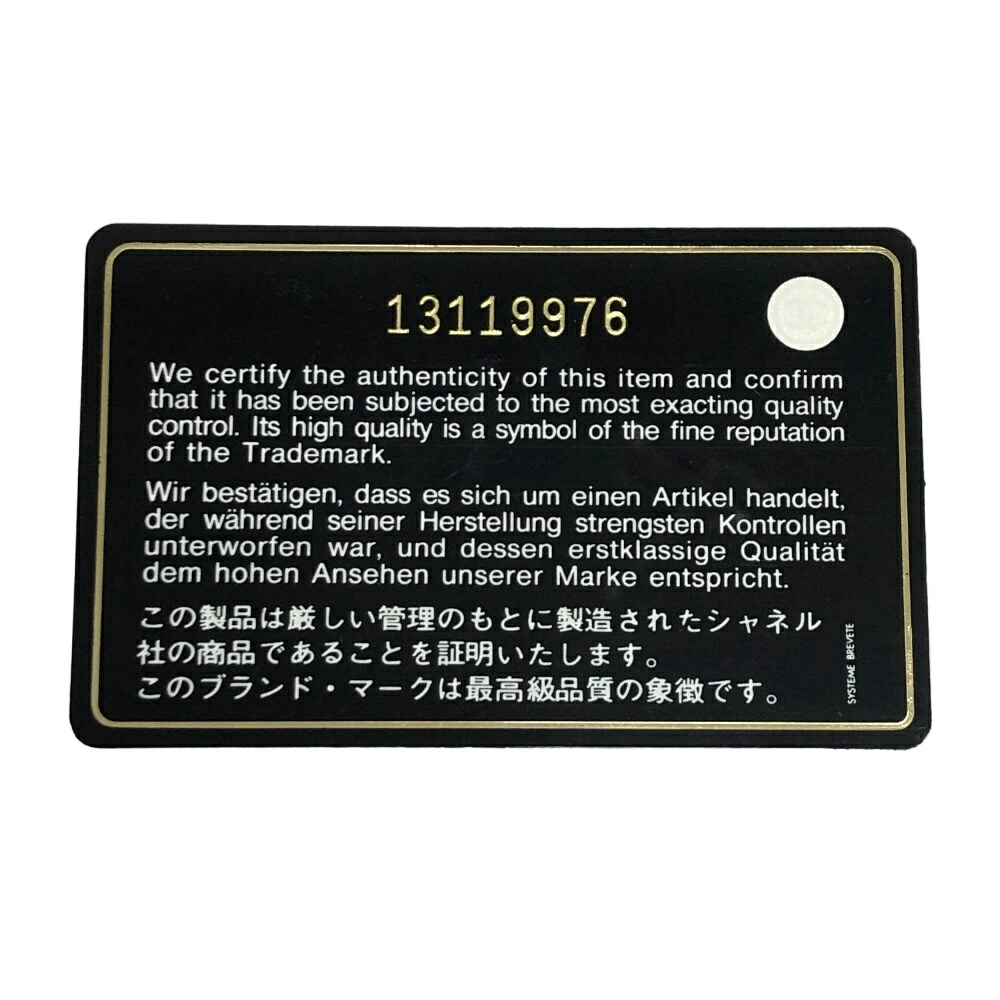 13119976
We certify the authenticity of this item and confirm
that it has been subjected to the most exacting quality
control. Its high quality is a symbol of the fine reputation
of the Trademark.
Wir bestätigen, dass es sich um einen Artikel handelt,
der während seiner Herstellung strengsten Kontrollen
unterworfen war, und dessen erstklassige Qualität
dem hohen Ansehen unserer Marke entspricht.
この製品は厳しい管理のもとに製造されたシャネル
社の商品であることを証明いたします。
このブランド・マークは最高級品質の象徴です。
SYSTEME BREVETE